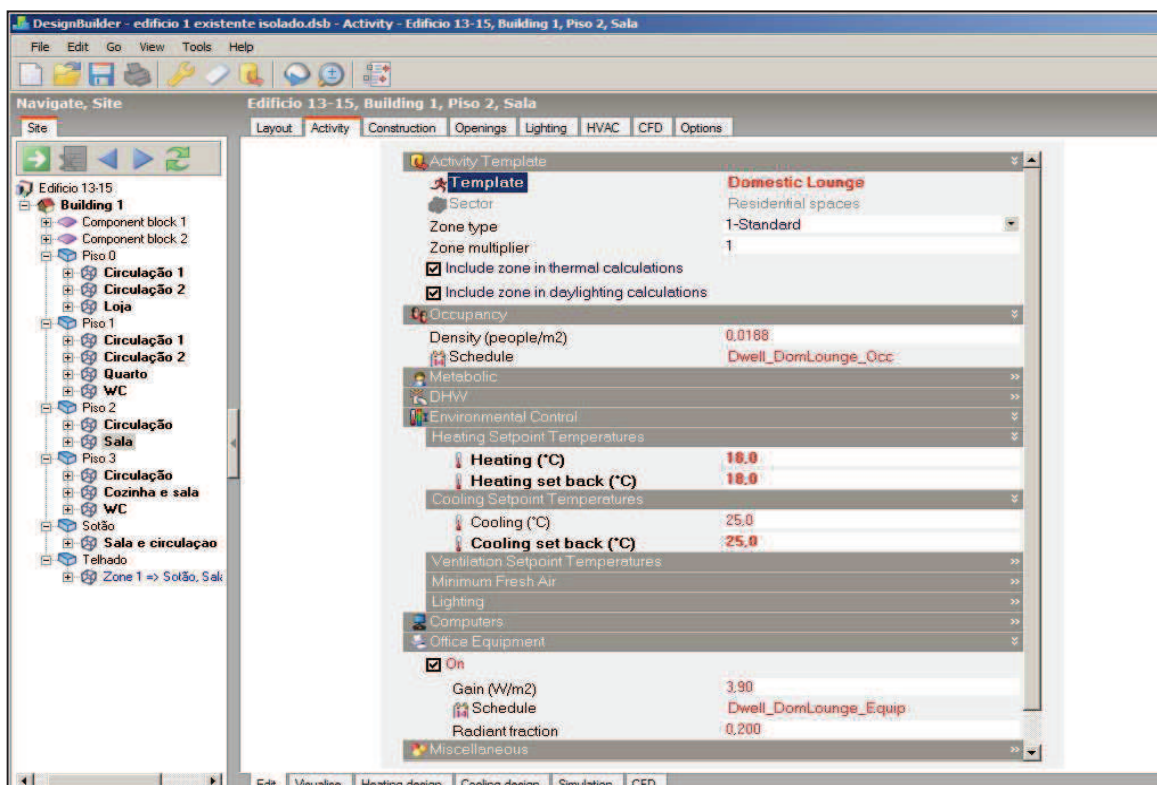 DesignBuilder - edificio 1 existente isolado.dsb - Activity - Edificio 13-15, Building 1, Piso 2, Sala
File Edit Go View Tools Help
Navigate, Site
Site
Edificio 13-15
Building 1
Component block 1
Component block 2
Piso 0
Circulação 1
Circulação 2
Loja
Piso 1
Circulação 1
Circulação 2
Quarto
WC
Piso 2
Circulação
Sala
Piso 3
Circulação
Cozinha e sala
WC
Sotão
Sala e circulaçao
Telhado
Zone 1 => Sotão, Sala
Edificio 13-15, Building 1, Piso 2, Sala
Layout Activity Construction Openings Lighting HVAC CFD Options
Activity Template
Template Domestic Lounge
Sector Residential spaces
Zone type 1-Standard
Zone multiplier 1
Include zone in thermal calculations
Include zone in daylighting calculations
Occupancy
Density (people/m2) 0,0188
Schedule Dwell_DomLounge_Occ
Metabolic
DHW
Environmental Control
Heating Setpoint Temperatures
Heating (°C) 18,0
Heating set back (°C) 18,0
Cooling Setpoint Temperatures
Cooling (°C) 25,0
Cooling set back (°C) 25,0
Ventilation Setpoint Temperatures
Minimum Fresh Air
Lighting
Computers
Office Equipment
On
Gain (W/m2) 3,90
Schedule Dwell_DomLounge_Equip
Radiant fraction 0,200
Miscellaneous
Edit Visualise Heating design Cooling design Simulation CFD